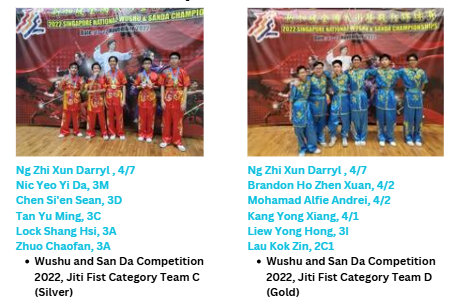 2022 SINGAPORE NATIONAL WUSHU & SANDA CHAMPIONSHIP
2022 SINGAPORE NATIONAL WUSHU & SANDA CHAMPIONSHIPS
Ng Zhi Xun Darryl , 4/7
Nic Yeo Yi Da, 3M
Chen Si'en Sean, 3D
Tan Yu Ming, 3C
Lock Shang Hsi, 3A
Zhuo Chaofan, 3A
• Wushu and San Da Competition
2022, Jiti Fist Category Team C
(Silver)
Ng Zhi Xun Darryl , 4/7
Brandon Ho Zhen Xuan, 4/2
Mohamad Alfie Andrei, 4/2
Kang Yong Xiang, 4/1
Liew Yong Hong, 3I
Lau Kok Zin, 2C1
• Wushu and San Da Competition
2022, Jiti Fist Category Team D
(Gold)